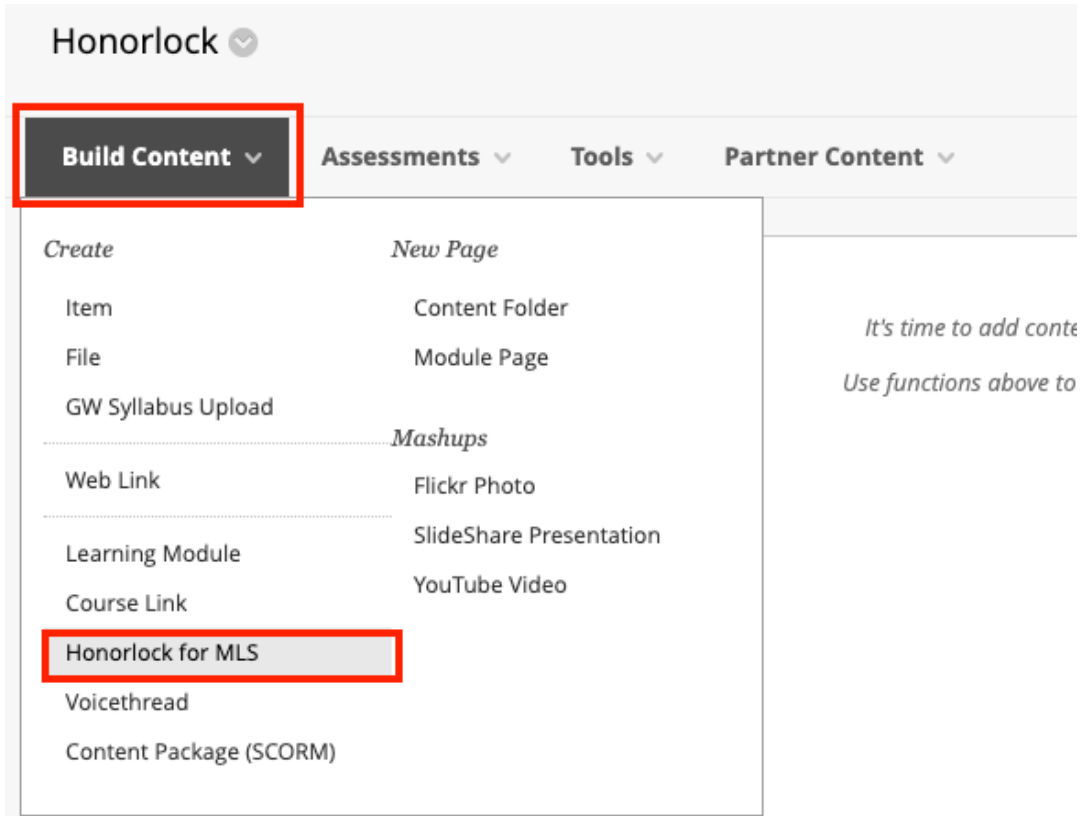 Honorlock
Build Content
Assessments
Tools
Partner Content
Create
Item
File
GW Syllabus Upload
Web Link
Learning Module
Course Link
Honorlock for MLS
Voicethread
Content Package (SCORM)
New Page
Content Folder
Module Page
Mashups
Flickr Photo
SlideShare Presentation
YouTube Video
It's time to add conte
Use functions above to